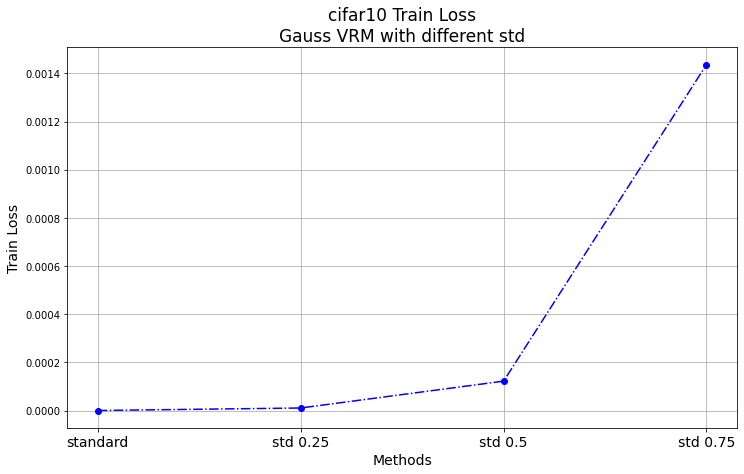 cifar10 Train Loss
Gauss VRM with different std
Train Loss
0.0014
0.0012
0.0010
0.0008
0.0006
0.0004
0.0002
0.0000
standard
std 0.25
std 0.5
std 0.75
Methods